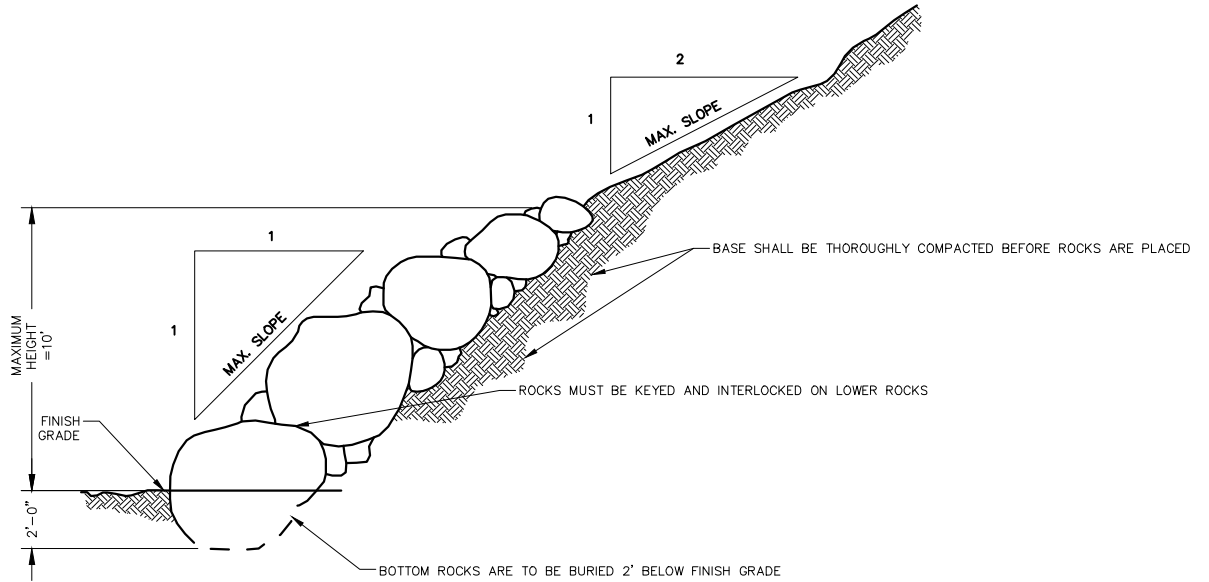 2
1
MAX. SLOPE
BASE SHALL BE THOROUGHLY COMPACTED BEFORE ROCKS ARE PLACED
1
1
MAX. SLOPE
MAXIMUM
HEIGHT
=10'
ROCKS MUST BE KEYED AND INTERLOCKED ON LOWER ROCKS
FINISH
GRADE
2'-0"
BOTTOM ROCKS ARE TO BE BURIED 2' BELOW FINISH GRADE